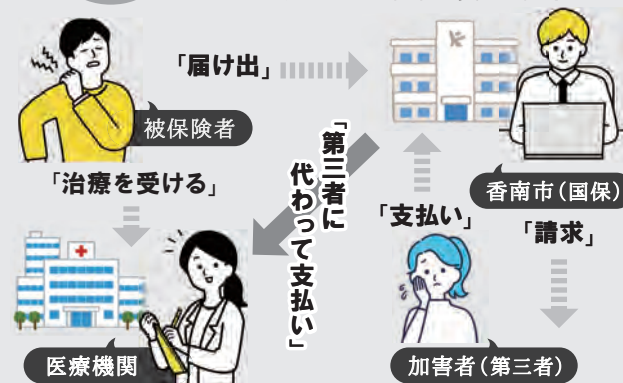 「届け出」
被保険者
「第三者に
代わって支払い」
香南市(国保)
「治療を受ける」
「支払い」
「請求」
医療機関
加害者(第三者)